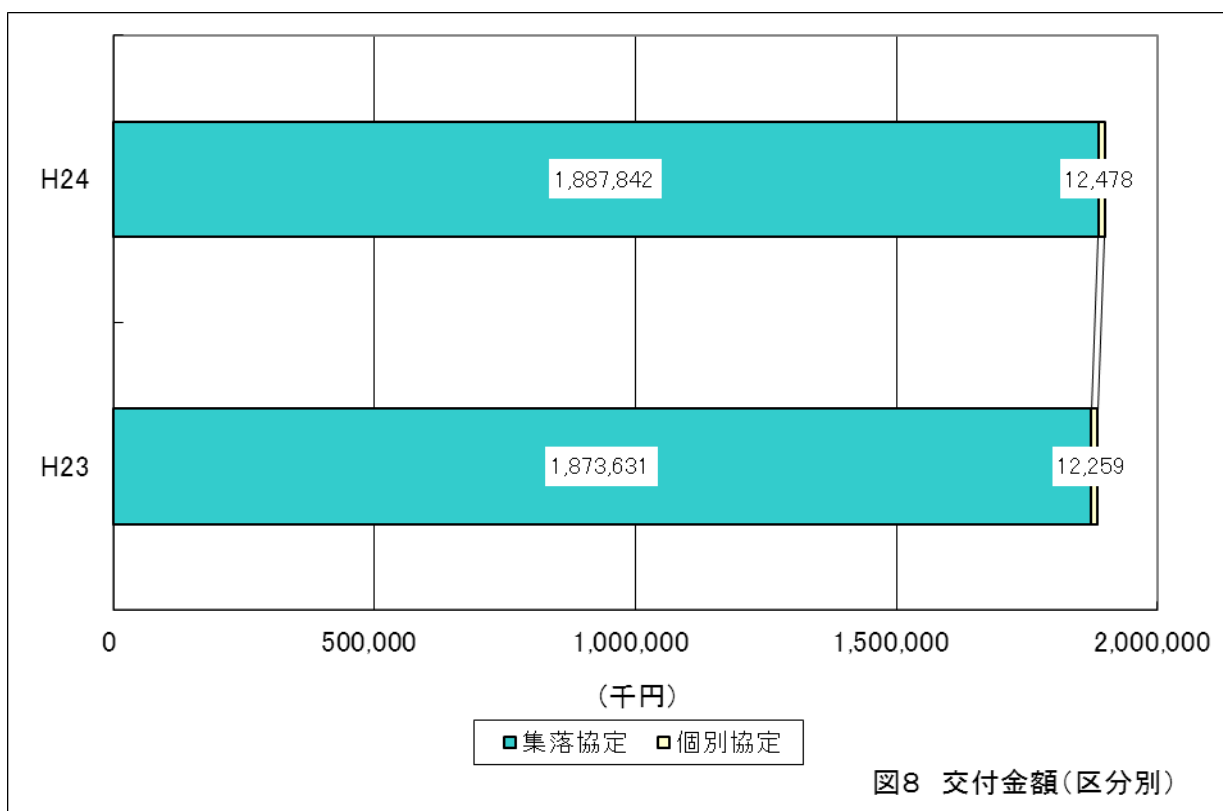 H24
1,887,842
12,478
H23
1,873,631
12,259
0
500,000
1,000,000
1,500,000
2,000,000
(千円)
集落協定 個別協定
図8 交付金額(区分別)